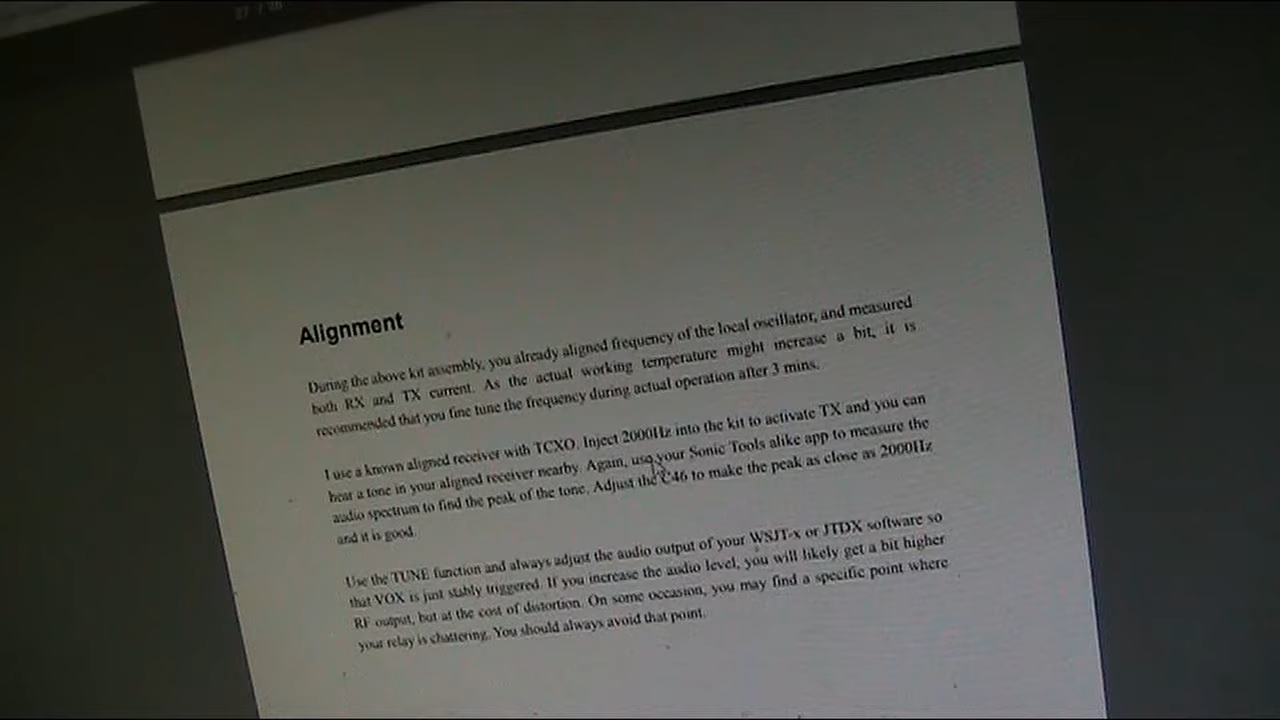 Alignment
During the above kit assembly, you already aligned frequency of the local oscillator, and measured
both RX and TX current. As the actual working temperature might increase a bit, it is
recommended that you fine tune the frequency during actual operation after 3 mins.
I use a known aligned receiver with TCXO. Inject 2000Hz into the kit to activate TX and you can
hear a tone in your aligned receiver nearby. Again, use your Sonic Tools alike app to measure the
audio spectrum to find the peak of the tone. Adjust the C46 to make the peak as close as 2000Hz
and it is good.
Use the TUNE function and always adjust the audio output of your WSJT-x or JTDX software so
that VOX is just stably triggered. If you increase the audio level, you will likely get a bit higher
RF output, but at the cost of distortion. On some occasion, you may find a specific point where
your relay is chattering. You should always avoid that point.